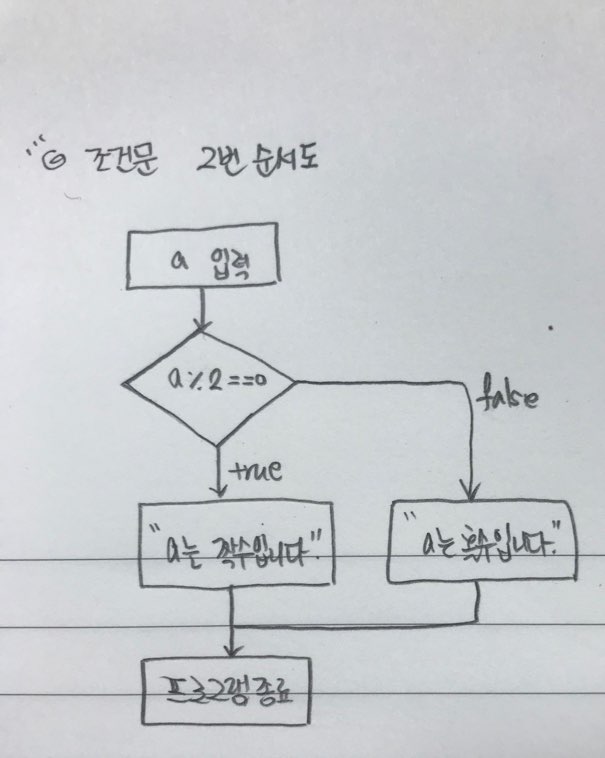 ◎ 조건문 2번 순서도
a 입력
a%2==0
false
true
"a는 짝수입니다."
"a는 홀수입니다."
프로그램 종료